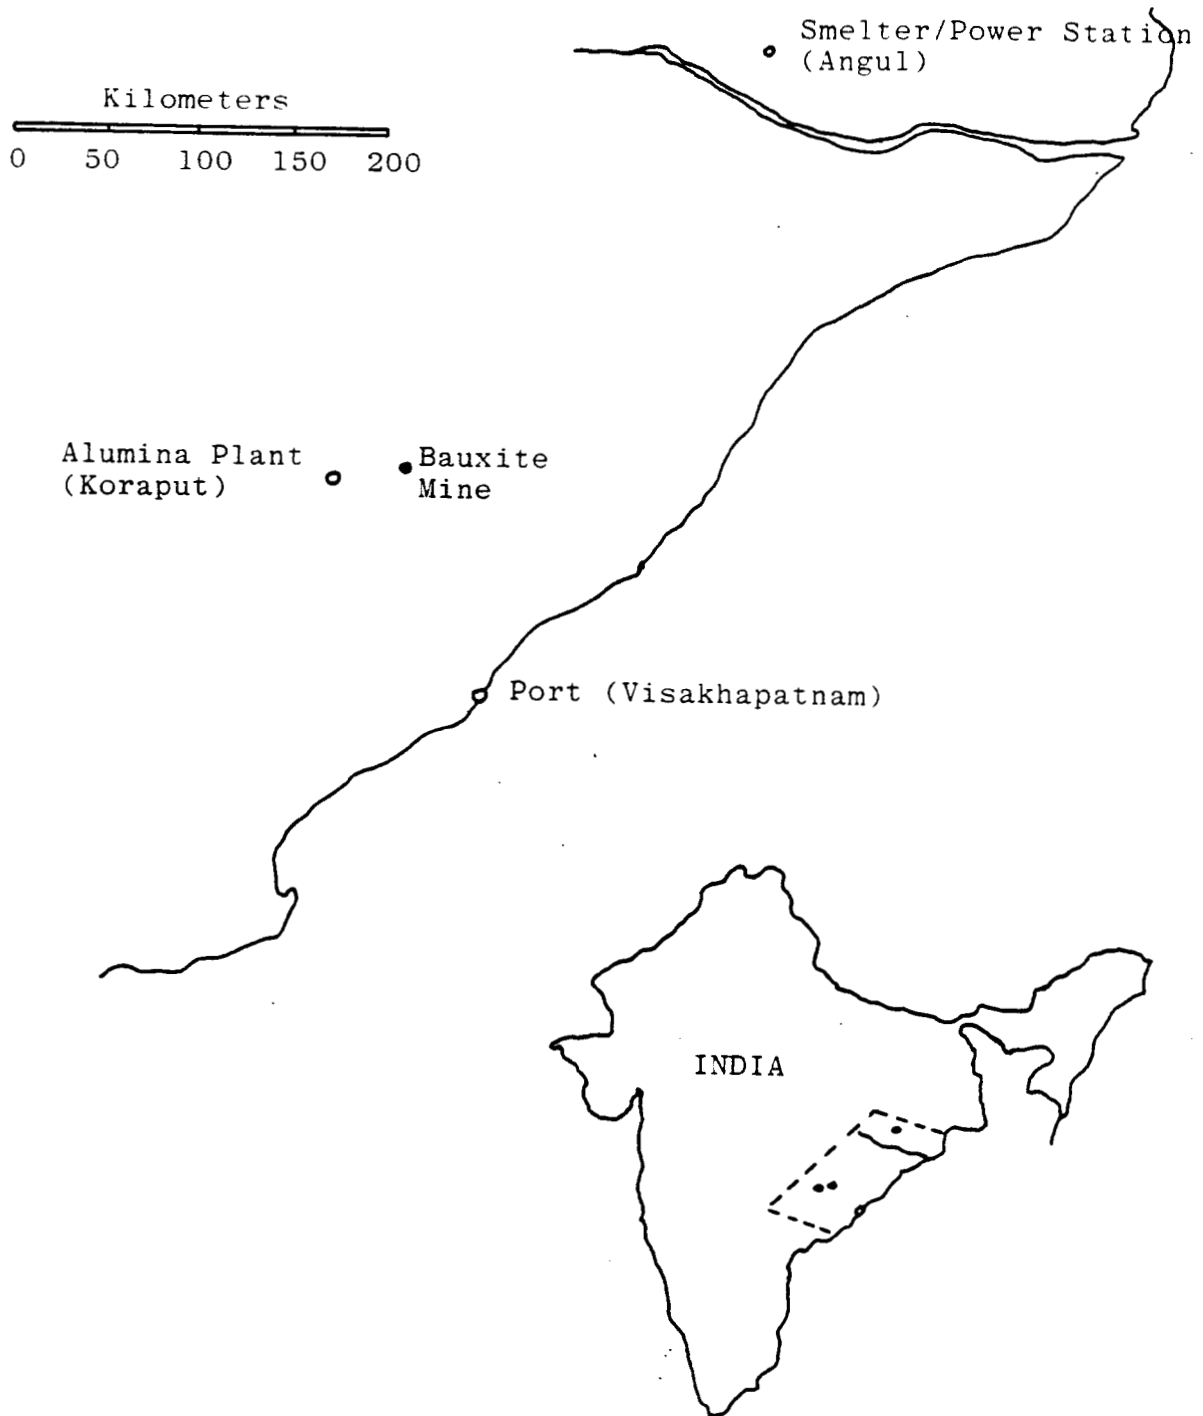 Smelter/Power Station
(Angul)
Kilometers
0 50 100 150 200
Alumina Plant
(Koraput)
Bauxite
Mine
Port (Visakhapatnam)
INDIA